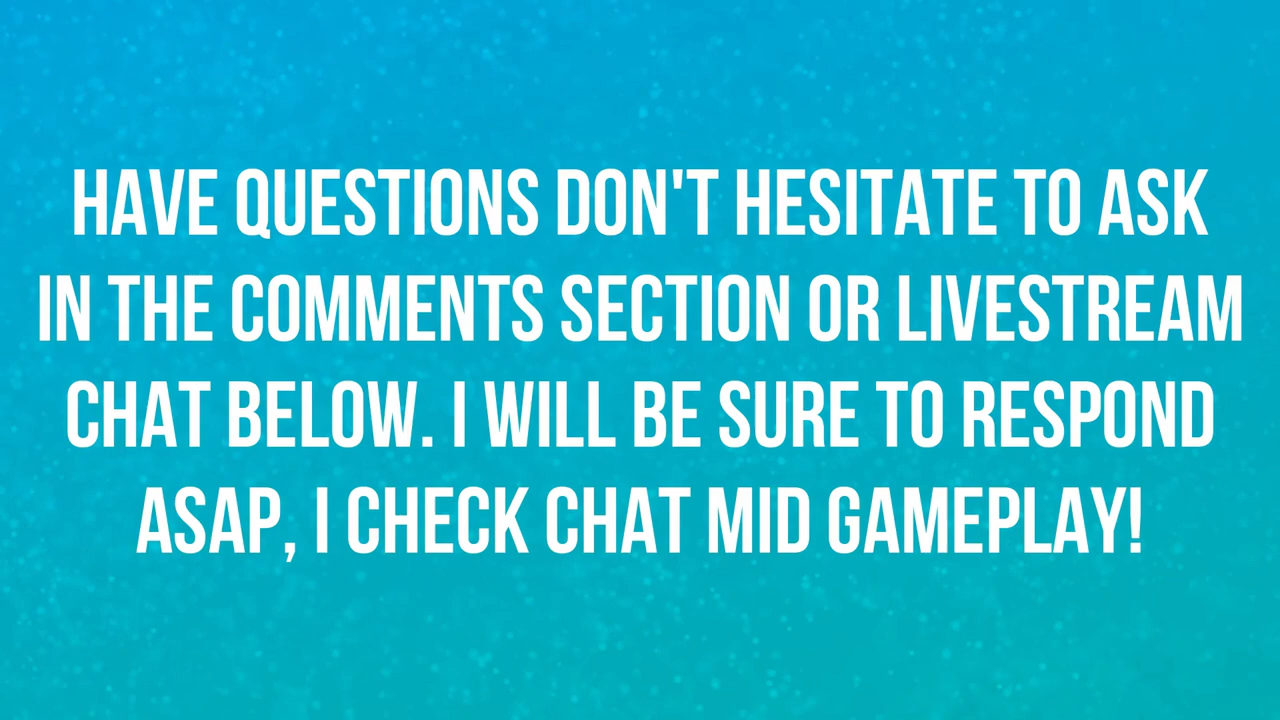 HAVE QUESTIONS DON'T HESITATE TO ASK
IN THE COMMENTS SECTION OR LIVESTREAM
CHAT BELOW. I WILL BE SURE TO RESPOND
ASAP, I CHECK CHAT MID GAMEPLAY!